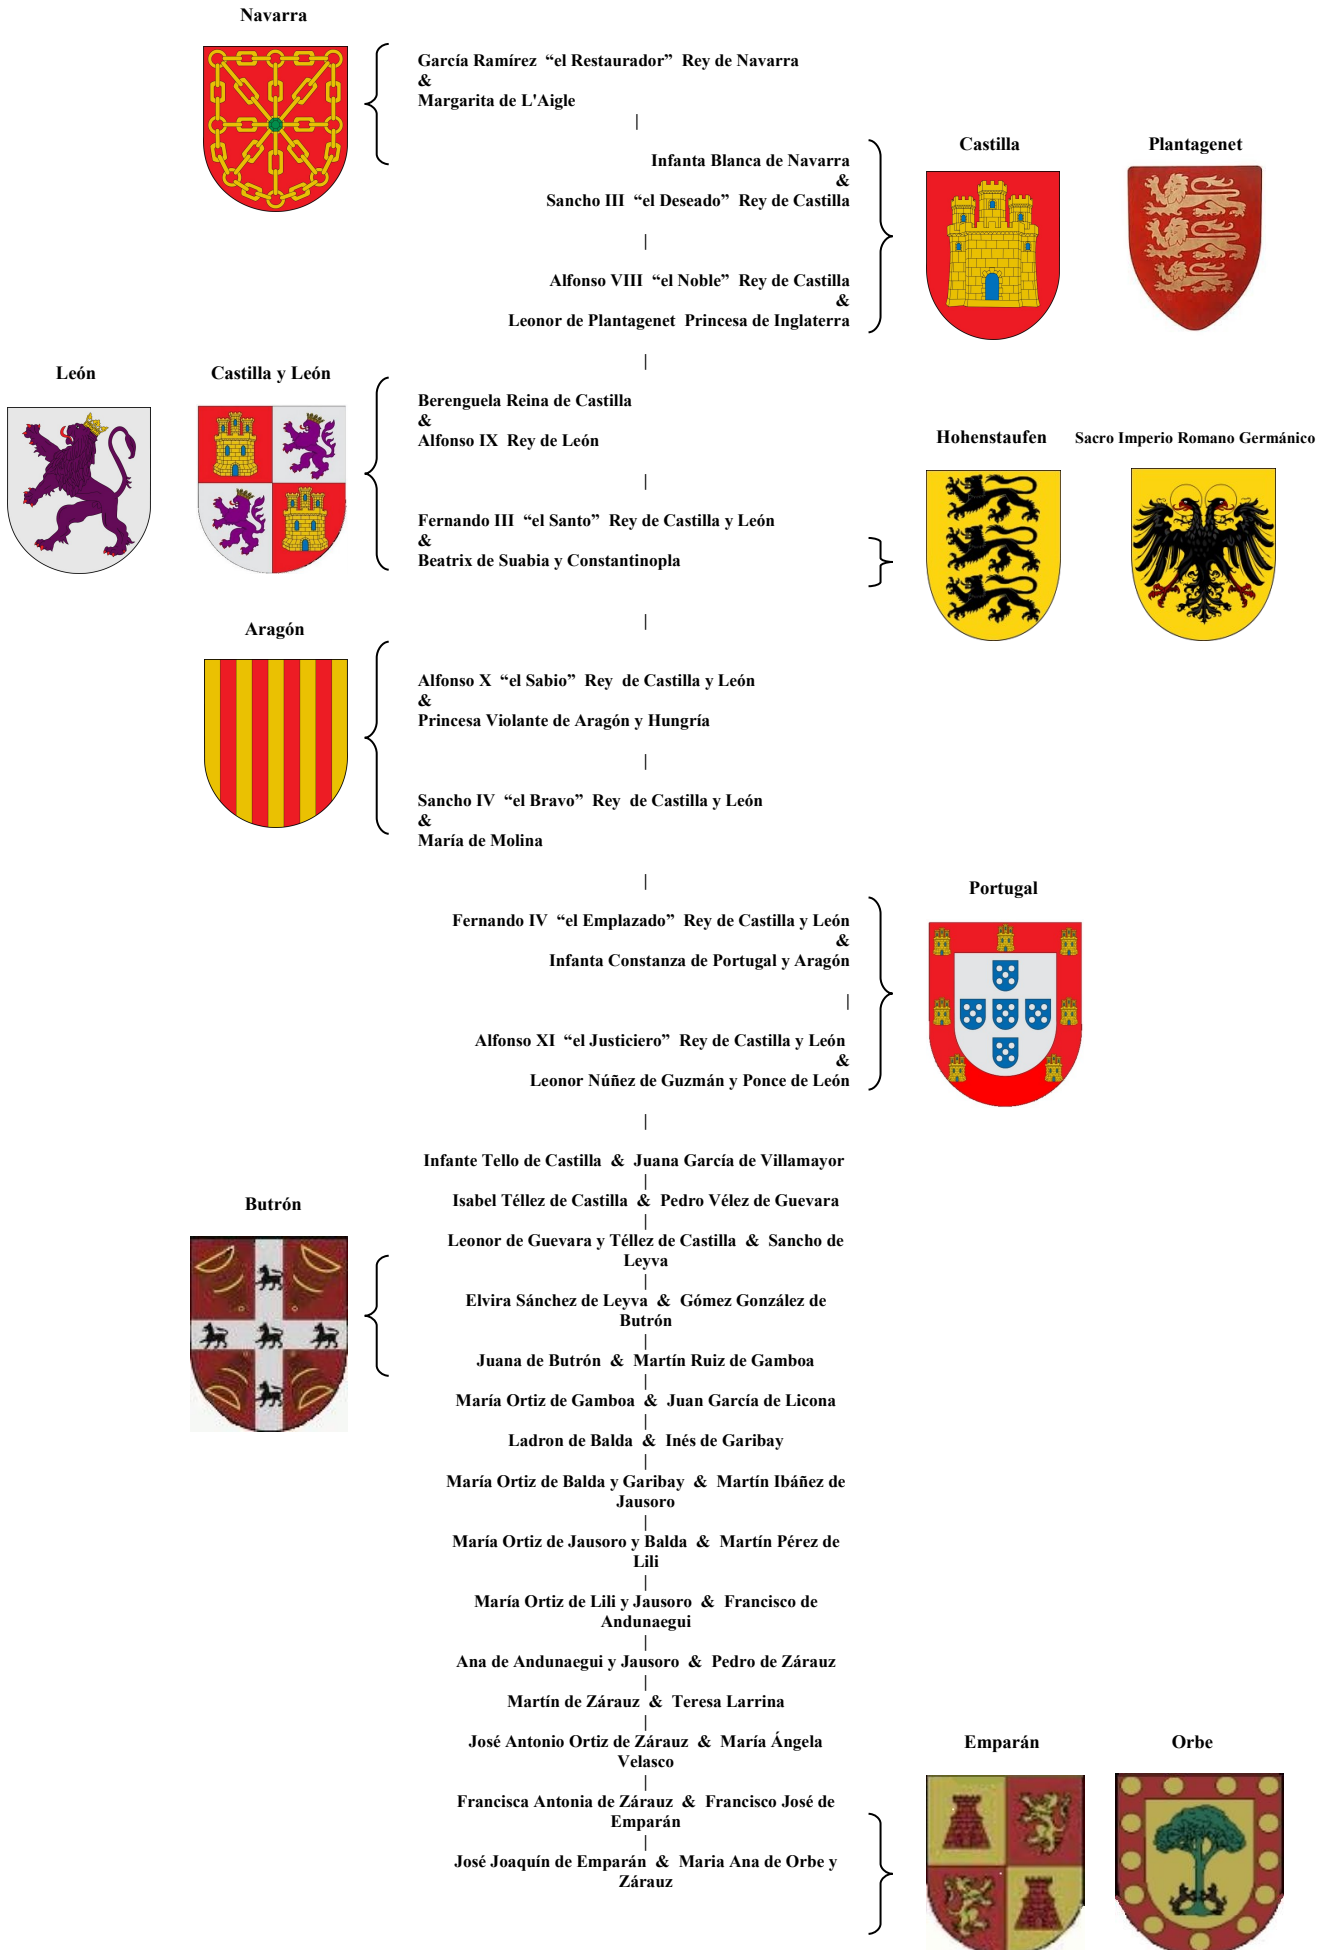 Navarra
García Ramírez “el Restaurador” Rey de Navarra
&
Margarita de L'Aigle
|
Infanta Blanca de Navarra
&
Sancho III “el Deseado” Rey de Castilla
|
Alfonso VIII “el Noble” Rey de Castilla
&
Leonor de Plantagenet Princesa de Inglaterra
|
Castilla
Plantagenet
León
Castilla y León
Berenguela Reina de Castilla
&
Alfonso IX Rey de León
|
Fernando III “el Santo” Rey de Castilla y León
&
Beatrix de Suabia y Constantinopla
|
Hohenstaufen
Sacro Imperio Romano Germánico
Aragón
Alfonso X “el Sabio” Rey de Castilla y León
&
Princesa Violante de Aragón y Hungría
|
Sancho IV “el Bravo” Rey de Castilla y León
&
María de Molina
|
Portugal
Fernando IV “el Emplazado” Rey de Castilla y León
&
Infanta Constanza de Portugal y Aragón
|
Alfonso XI “el Justiciero” Rey de Castilla y León
&
Leonor Núñez de Guzmán y Ponce de León
|
Infante Tello de Castilla & Juana García de Villamayor
|
Isabel Téllez de Castilla & Pedro Vélez de Guevara
|
Butrón
Leonor de Guevara y Téllez de Castilla & Sancho de
Leyva
|
Elvira Sánchez de Leyva & Gómez González de
Butrón
|
Juana de Butrón & Martín Ruiz de Gamboa
|
María Ortiz de Gamboa & Juan García de Licona
|
Ladron de Balda & Inés de Garibay
|
María Ortiz de Balda y Garibay & Martín Ibáñez de
Jausoro
|
María Ortiz de Jausoro y Balda & Martín Pérez de
Lili
|
María Ortiz de Lili y Jausoro & Francisco de
Andunaegui
|
Ana de Andunaegui y Jausoro & Pedro de Zárauz
|
Martín de Zárauz & Teresa Larrina
|
José Antonio Ortiz de Zárauz & María Ángela
Velasco
|
Francisca Antonia de Zárauz & Francisco José de
Emparán
|
José Joaquín de Emparán & Maria Ana de Orbe y
Zárauz
Emparán
Orbe